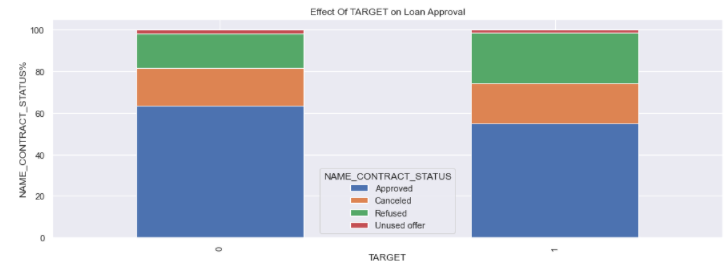 Effect Of TARGET on Loan Approval
NAME_CONTRACT_STATUS%
100
80
60
40
20
0
NAME_CONTRACT_STATUS
Approved
Canceled
Refused
Unused offer
0
1
TARGET